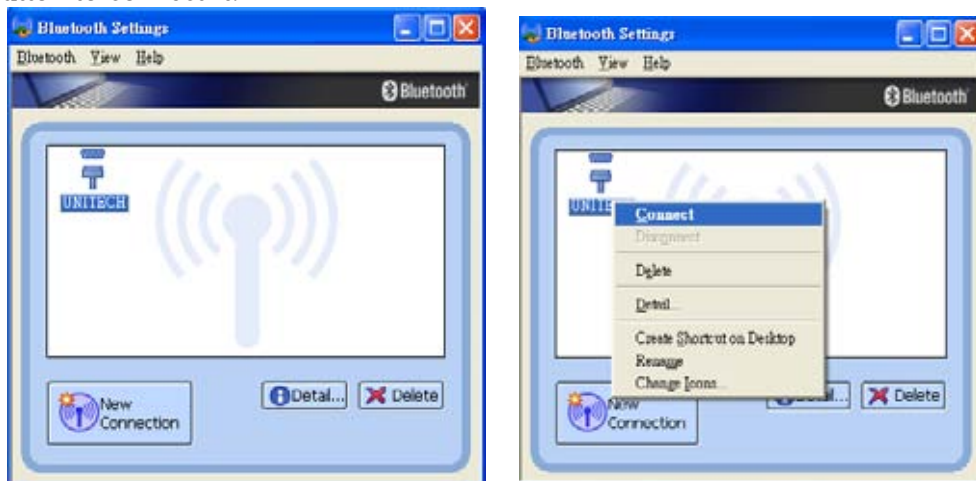 Bluetooth Settings
Bluetooth View Help
Bluetooth
UNITECH
New
Connection
Detail...
Delete
Bluetooth Settings
Bluetooth View Help
Bluetooth
Connect
Disconnect
Delete
Detail...
Create Shortcut on Desktop
Rename
Change Icons...
New
Connection
Delete